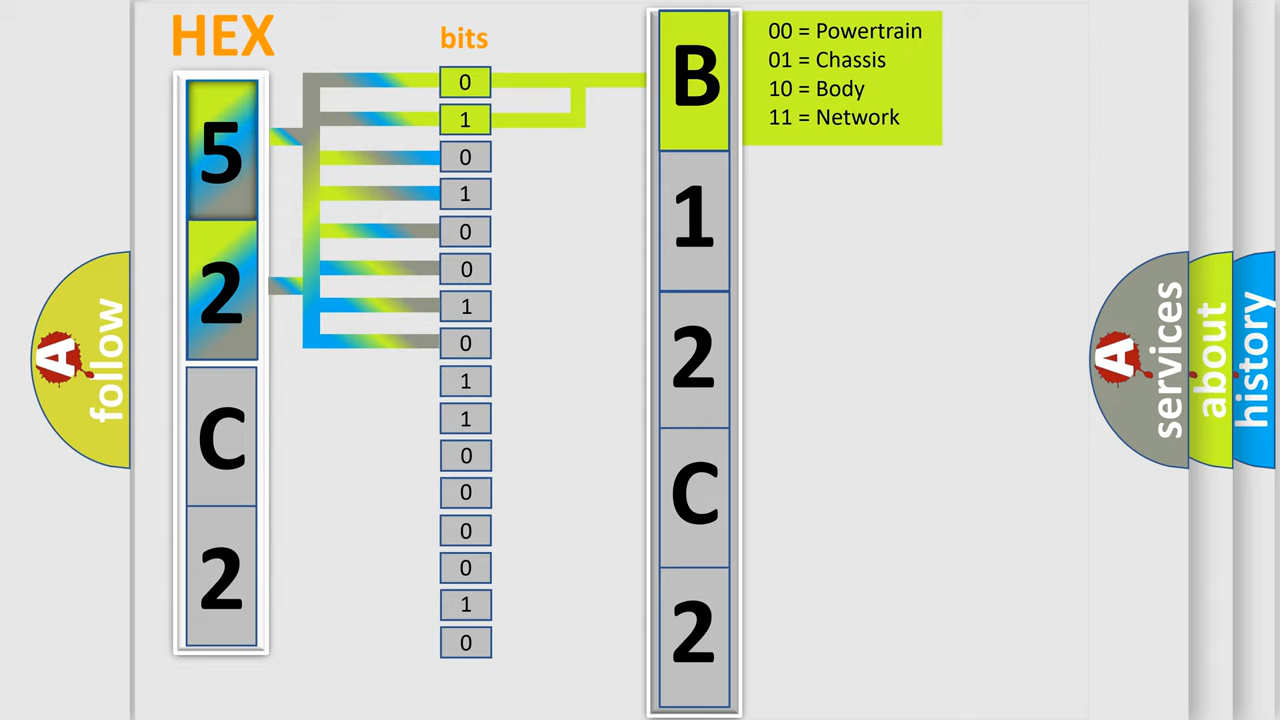 HEX
bits
5
2
C
2
0
1
0
1
0
0
1
0
1
1
0
0
0
0
1
0
B
1
2
C
2
00 = Powertrain
01 = Chassis
10 = Body
11 = Network
A
follow
A
services
about
history